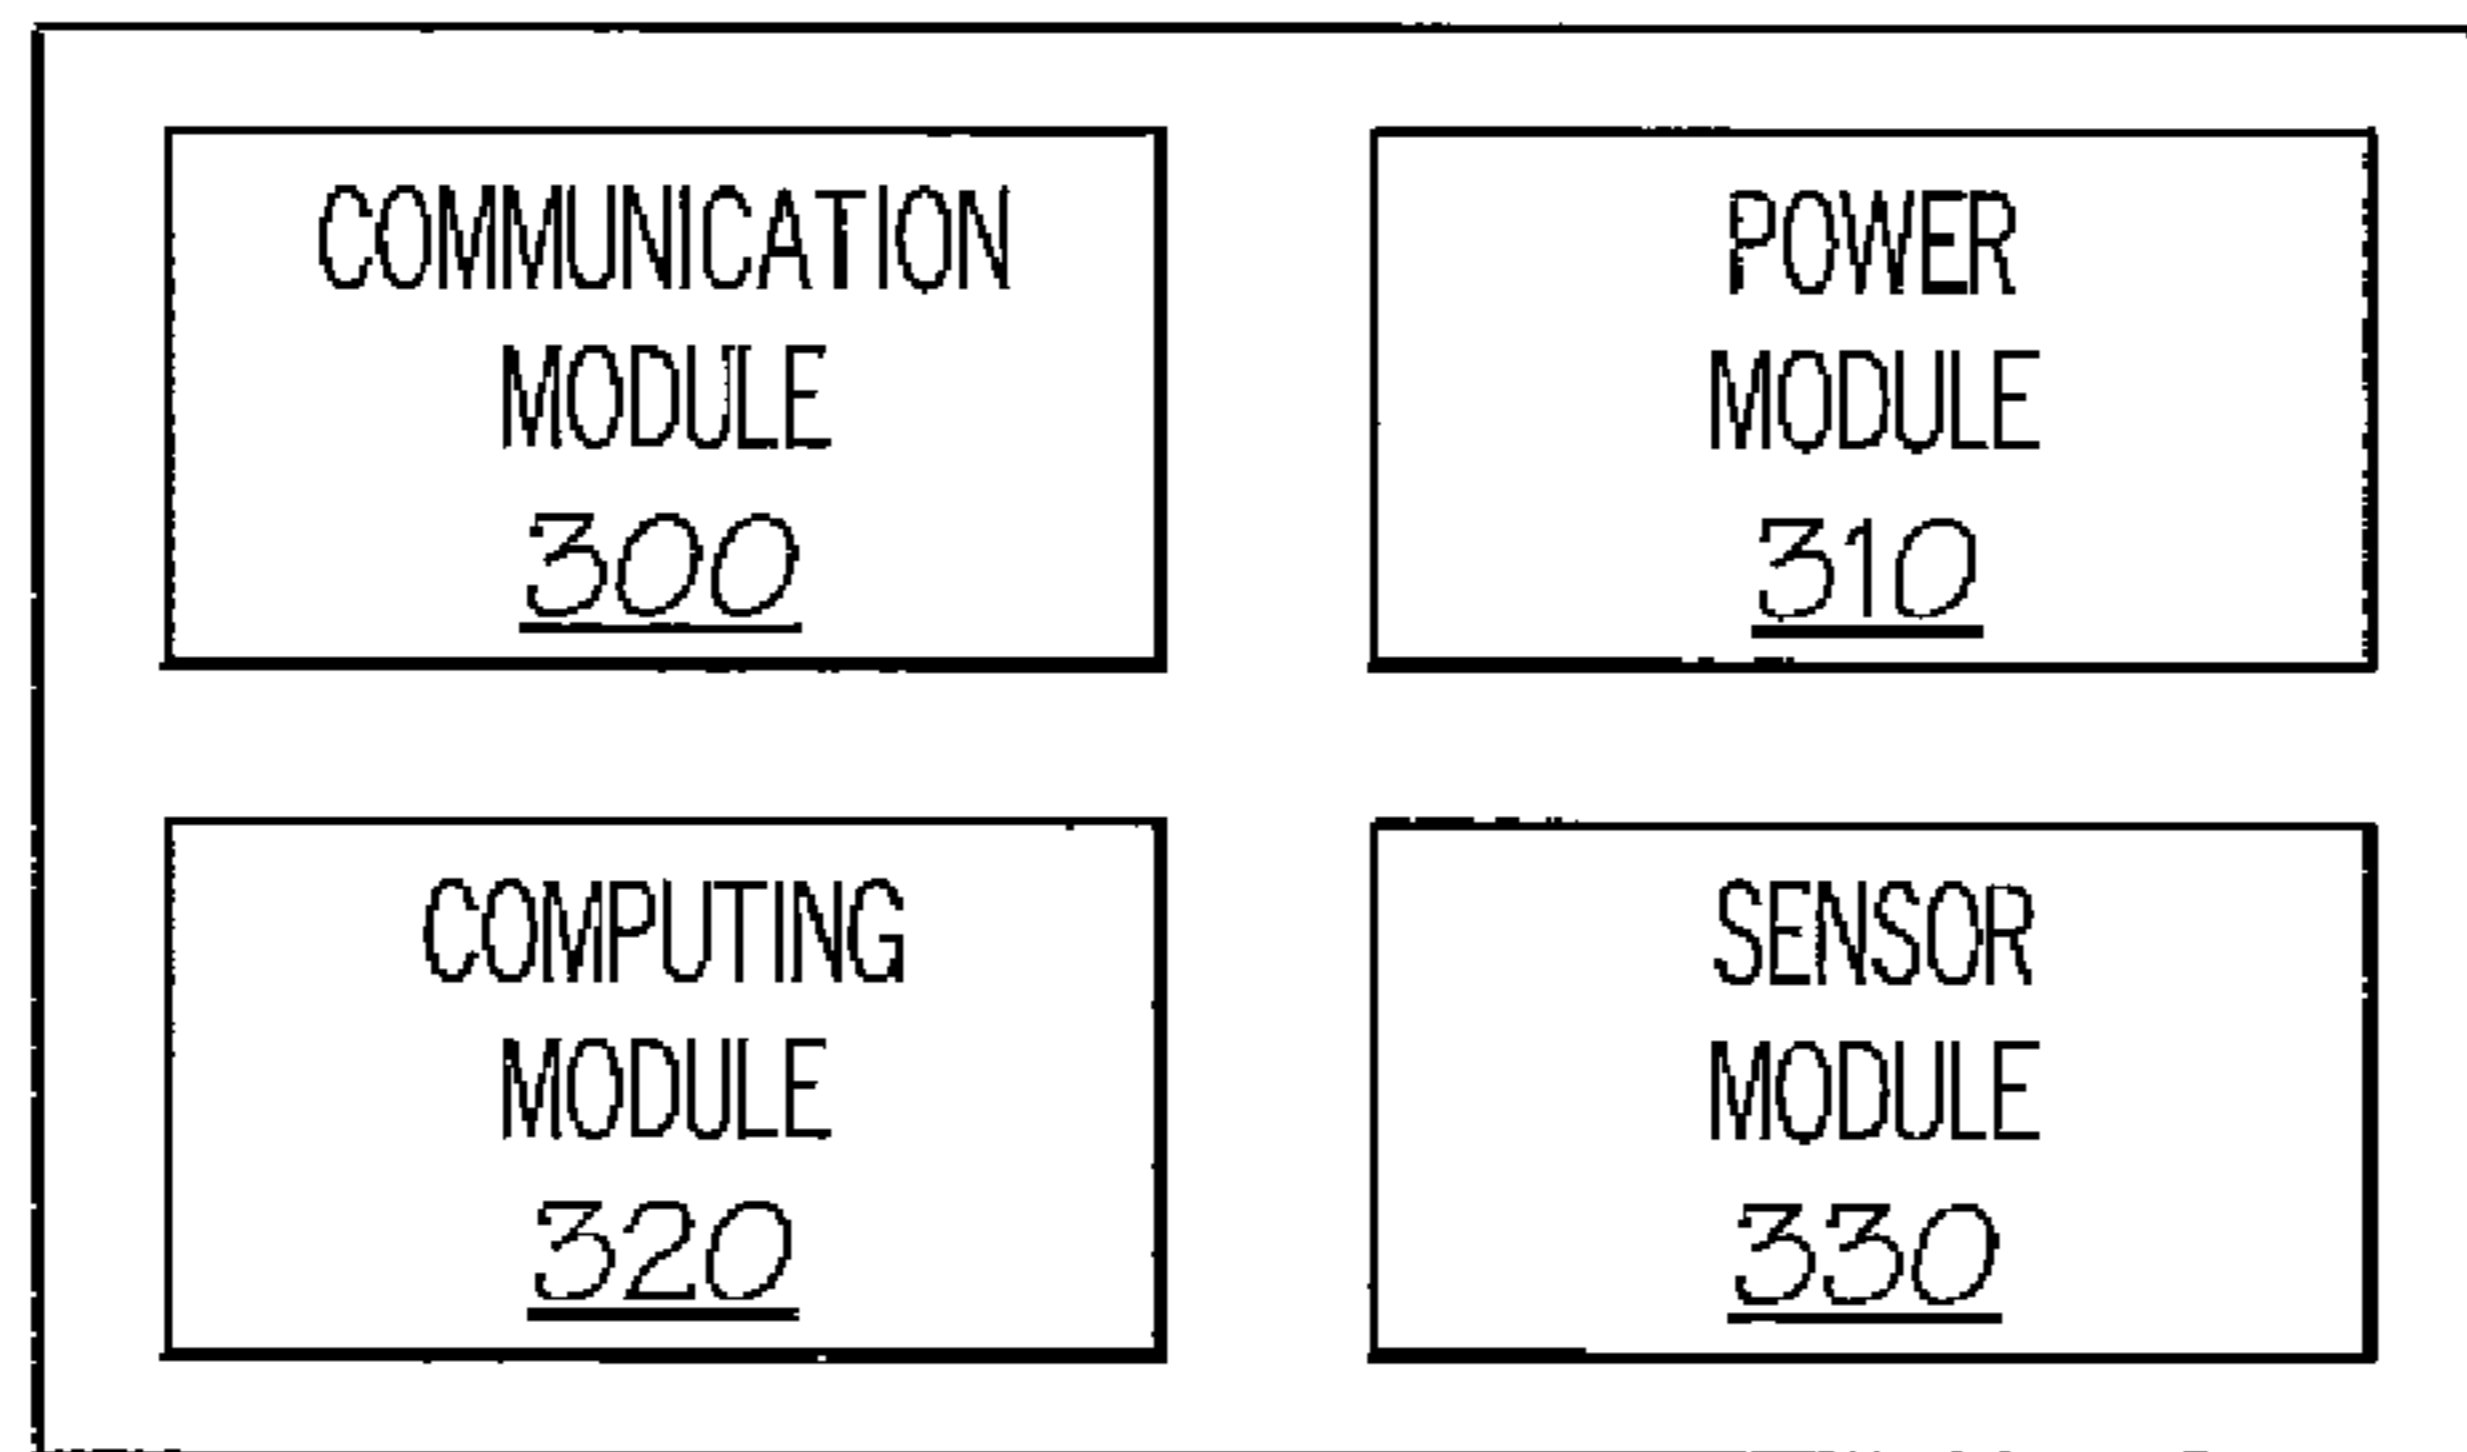 COMMUNICATION
MODULE
300
POWER
MODULE
310
COMPUTING
MODULE
320
SENSOR
MODULE
330